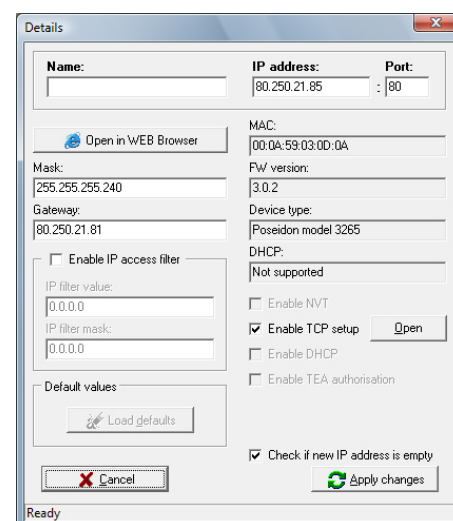 Details
Name:
IP address: Port:
80.250.21.85 : 80
Open in WEB Browser
MAC:
00:0A:59:03:0D:0A
Mask:
255.255.255.240
FW version:
3.0.2
Gateway:
80.250.21.81
Device type:
Poseidon model 3265
Enable IP access filter
DHCP:
Not supported
IP filter value:
0.0.0.0
IP filter mask:
0.0.0.0
Enable NVT
Enable TCP setup Open
Enable DHCP
Enable TEA authorisation
Default values
Load defaults
Check if new IP address is empty
Cancel
Apply changes
Ready